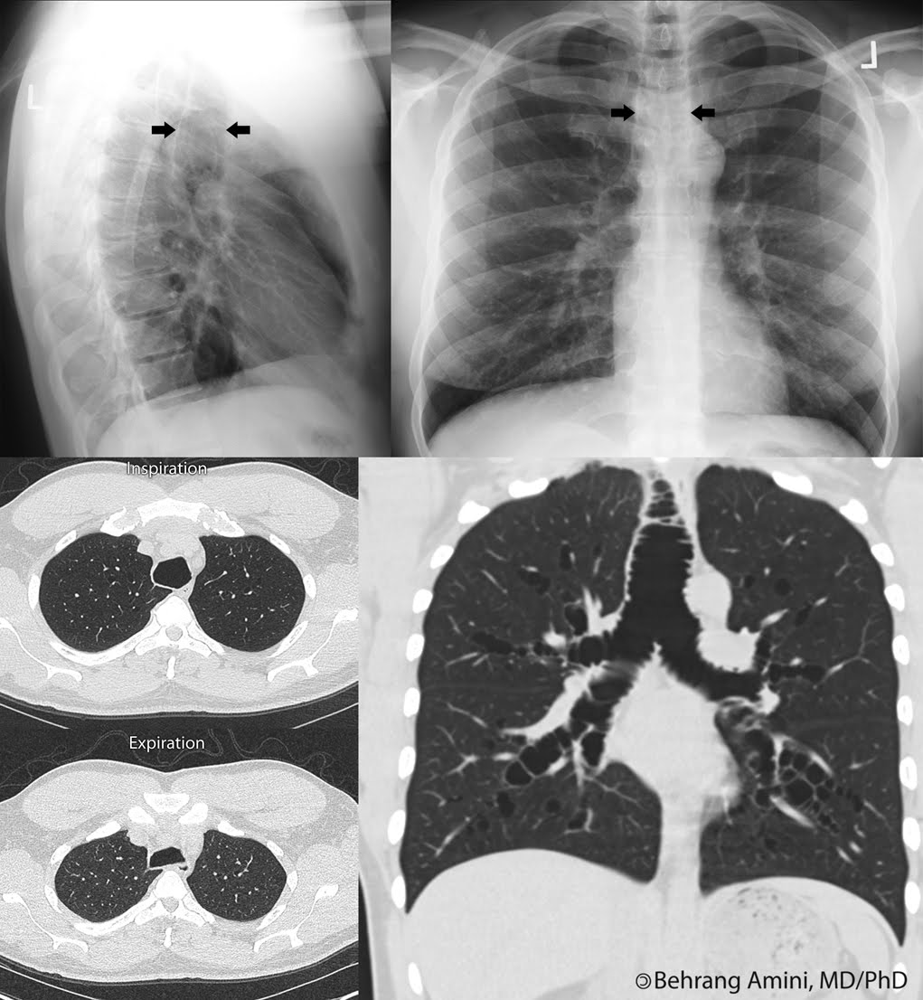 L
L
Inspiration
Expiration
©Behrang Amini, MD/PhD